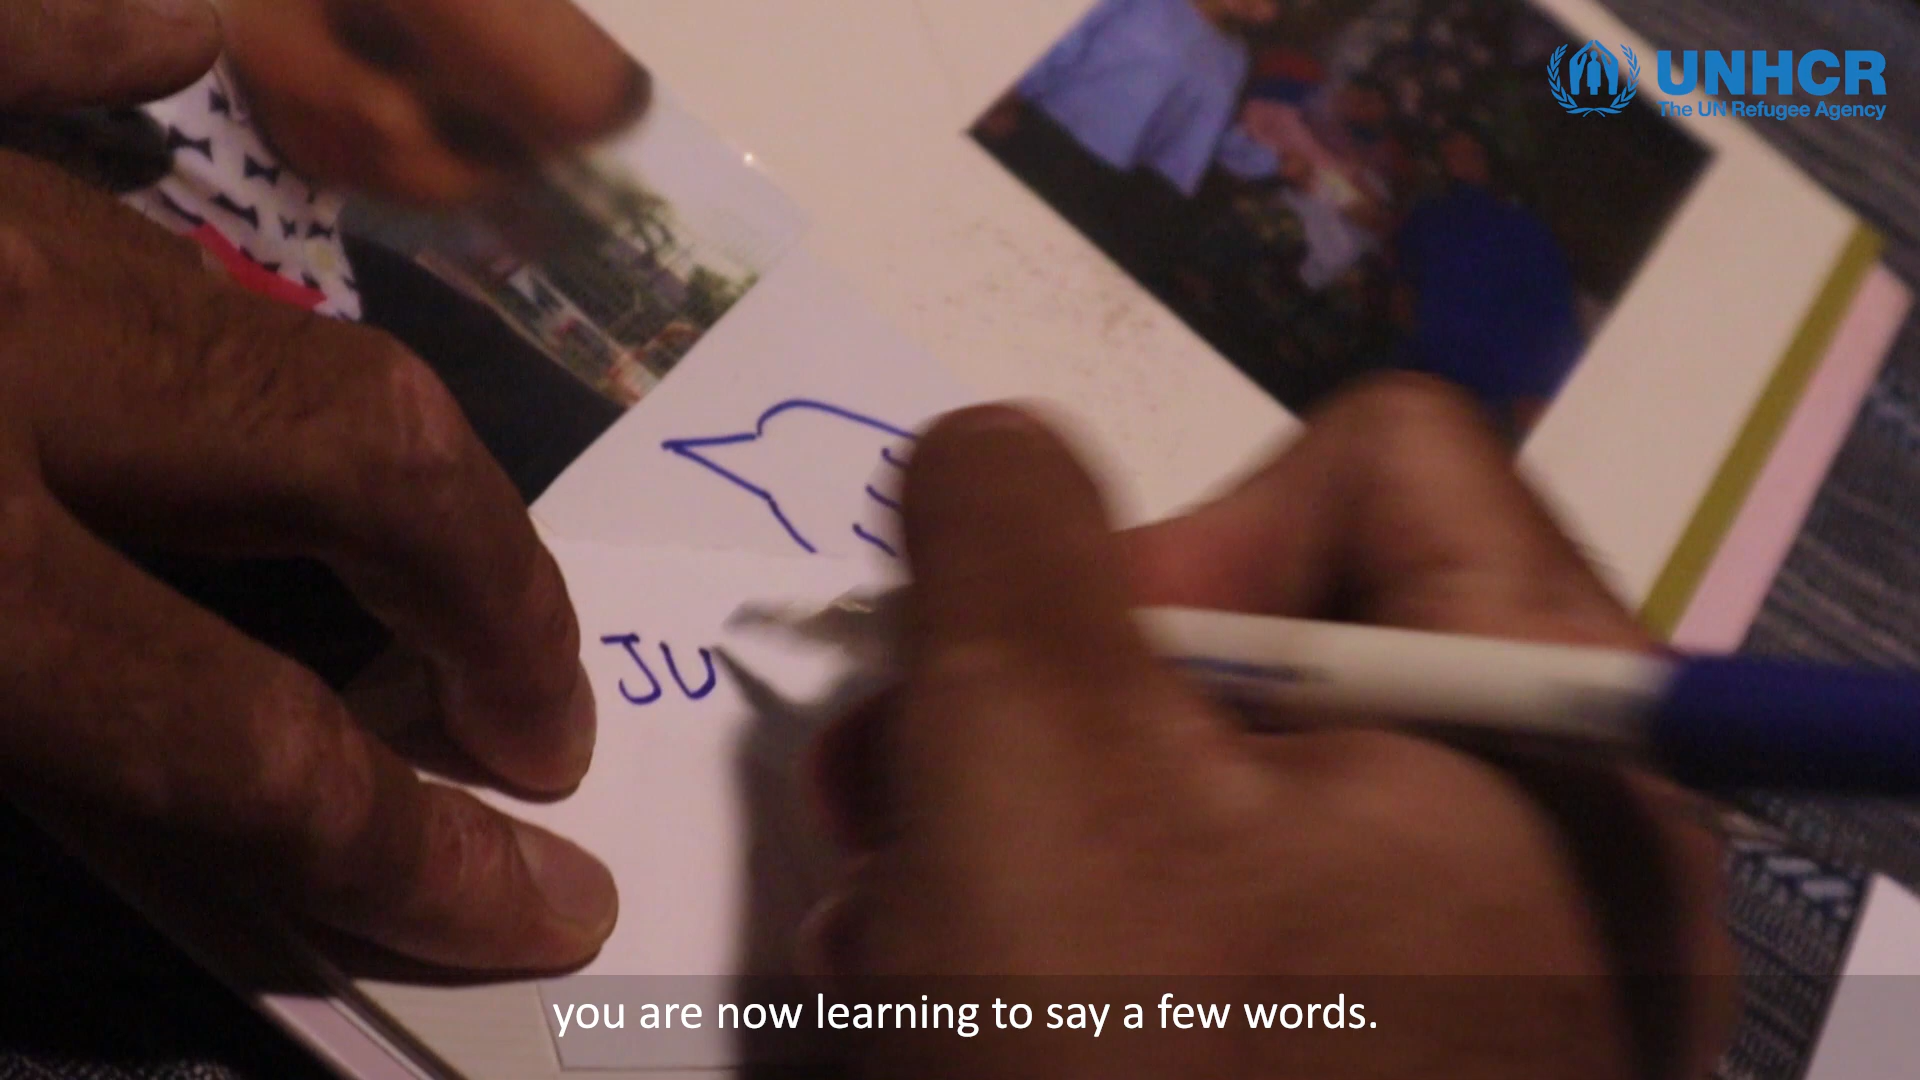 UNHCR
The UN Refugee Agency
JU
you are now learning to say a few words.